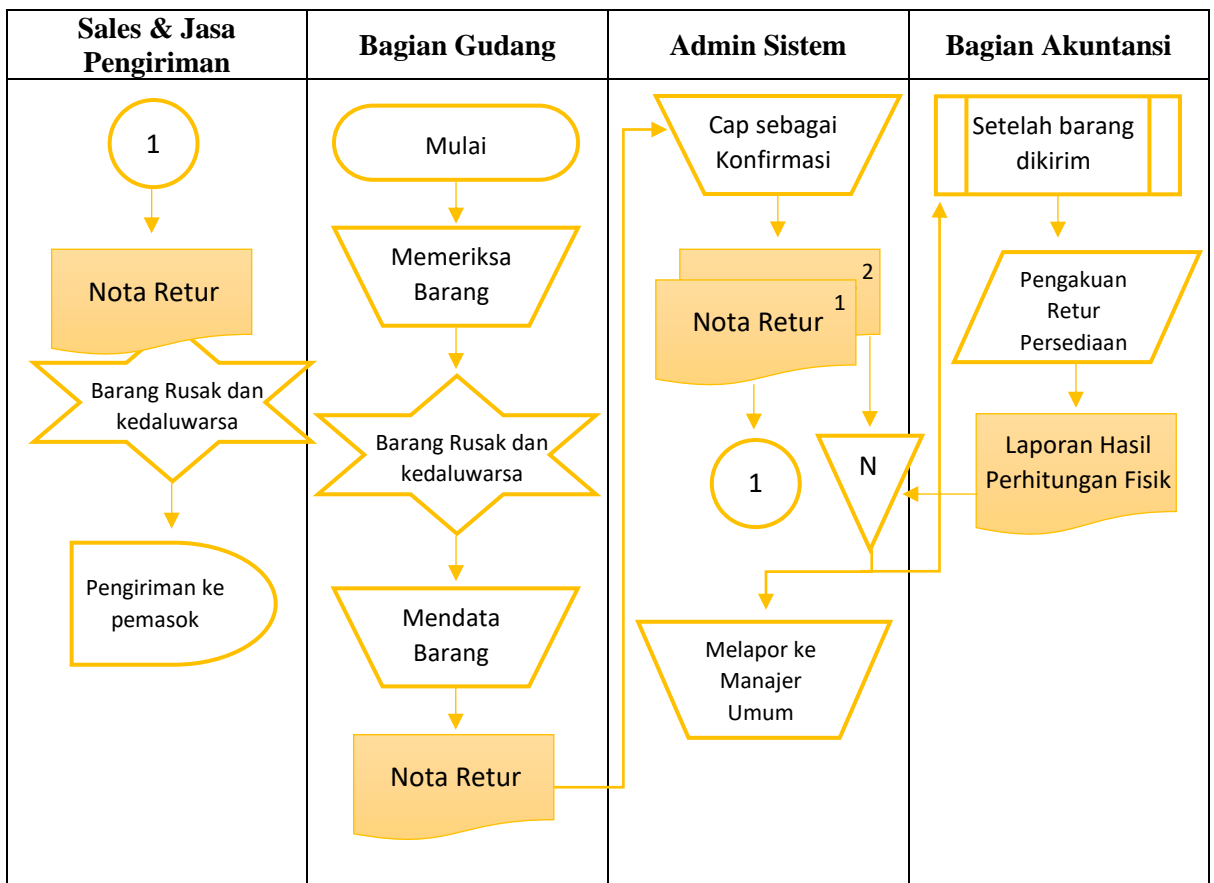 Sales & Jasa
Pengiriman
Bagian Gudang
Admin Sistem
Bagian Akuntansi
1
Nota Retur
Barang Rusak dan
kedaluwarsa
Pengiriman ke
pemasok
Mulai
Memeriksa
Barang
Barang Rusak dan
kedaluwarsa
Mendata
Barang
Nota Retur
Cap sebagai
Konfirmasi
2
Nota Retur 1
1
N
Melapor ke
Manajer
Umum
Setelah barang
dikirim
Pengakuan
Retur
Persediaan
Laporan Hasil
Perhitungan Fisik